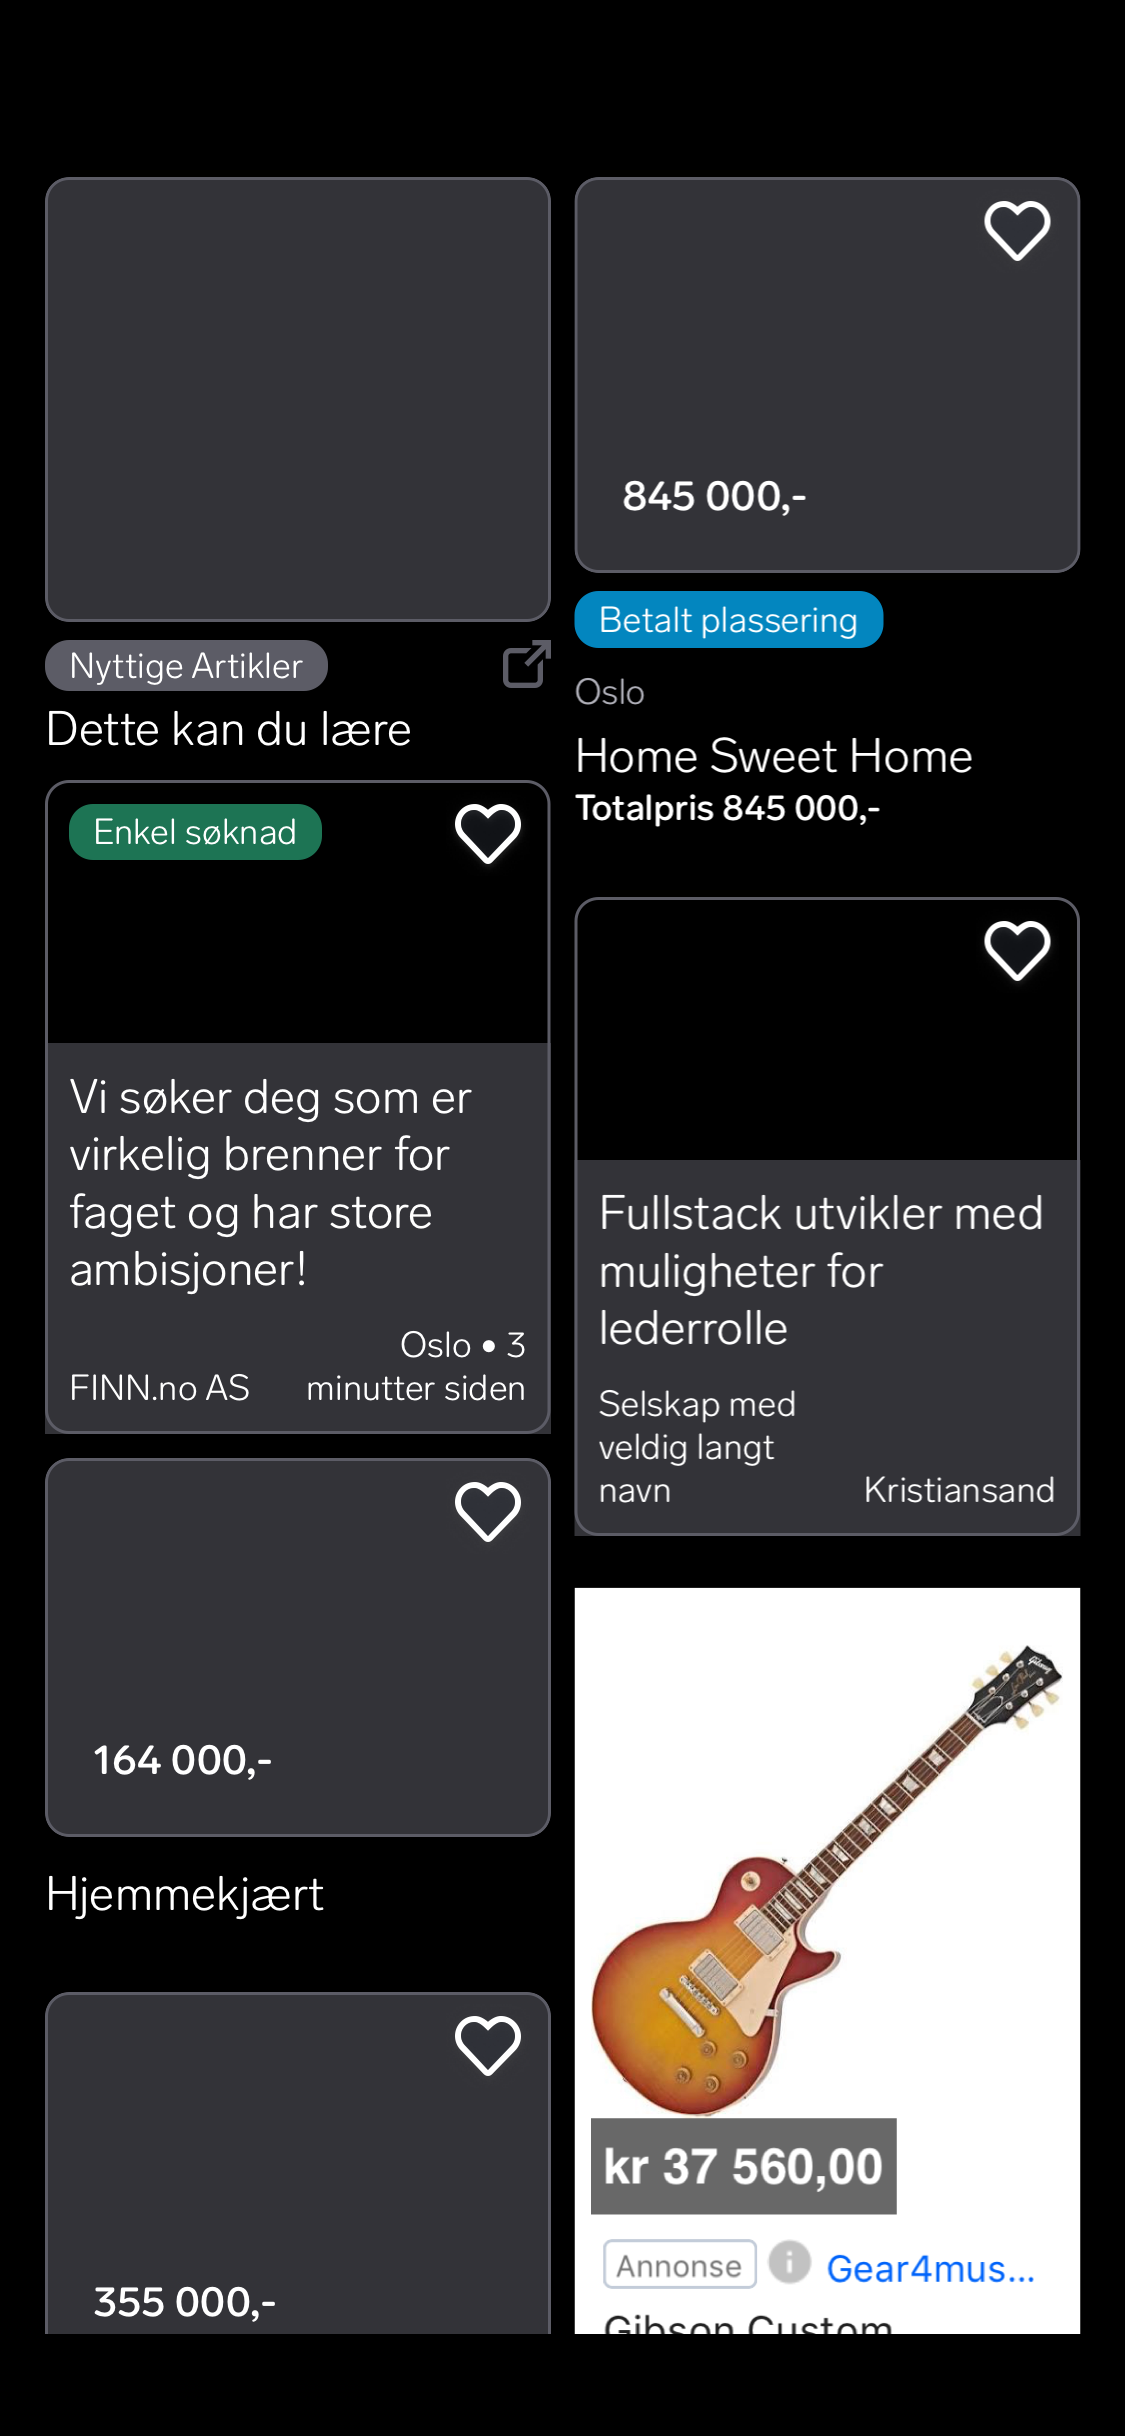 Nyttige Artikler
Dette kan du lære
Enkel søknad
Vi søker deg som er
virkelig brenner for
faget og har store
ambisjoner!
FINN.no AS
Oslo • 3
minutter siden
164 000,-
Hjemmekjært
355 000,-
845 000,-
Betalt plassering
Oslo
Home Sweet Home
Totalpris 845 000,-
Fullstack utvikler med
muligheter for
lederrolle
Selskap med
veldig langt
navn
Kristiansand
Gibson
kr 37 560,00
Annonse
Gear4mus...
Gibson Custom